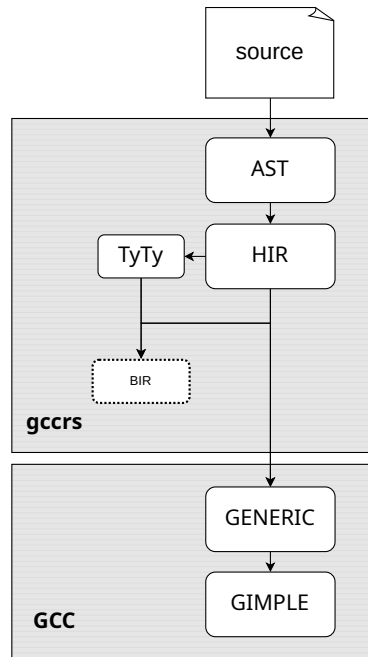 source
AST
TyTy
HIR
BIR
gccrs
GENERIC
GIMPLE
GCC